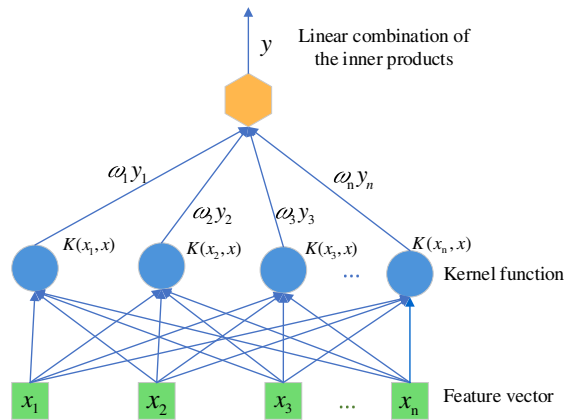 y
Linear combination of
the inner products
ω₁y₁
ω₂y₂
ω₃y₃
ωₙyₙ
K(x₁,x)
K(x₂,x)
K(x₃,x)
...
K(xₙ,x)
Kernel function
x₁
x₂
x₃
...
xₙ
Feature vector